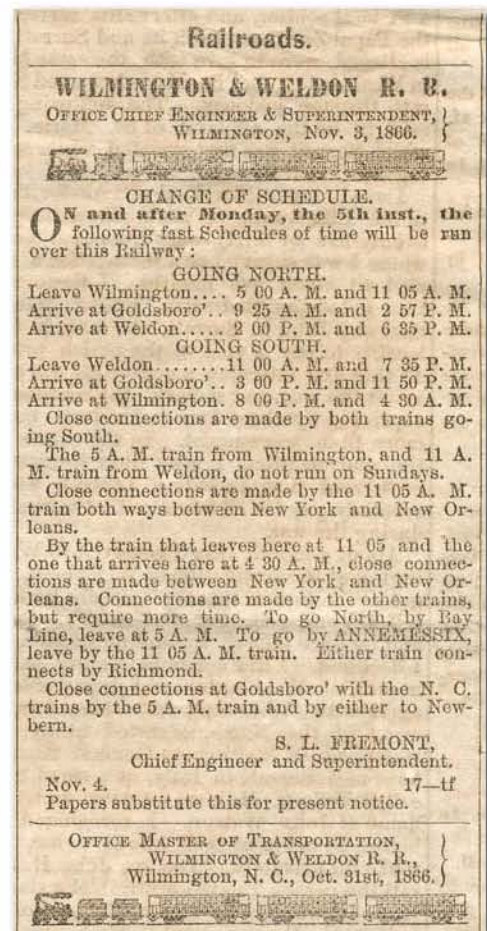 Railroads.
WILMINGTON & WELDON R. R.
OFFICE CHIEF ENGINEER & SUPERINTENDENT,
WILMINGTON, NOV. 3, 1866.
CHANGE OF SCHEDULE.
ON and after Monday, the 5th inst., the
following fast Schedules of time will be run
over this Railway:
GOING NORTH.
Leave Wilmington.... 5 00 A. M. and 11 05 A. M.
Arrive at Goldsboro'.. 9 25 A. M. and 2 57 P. M.
Arrive at Weldon..... 2 00 P. M. and 6 35 P. M.
GOING SOUTH.
Leave Weldon........11 00 A. M. and 7 35 P. M.
Arrive at Goldsboro'.. 3 00 P. M. and 11 50 P. M.
Arrive at Wilmington. 8 00 P. M. and 4 30 A. M.
Close connections are made by both trains go-
ing South.
The 5 A. M. train from Wilmington, and 11 A.
M. train from Weldon, do not run on Sundays.
Close connections are made by the 11 05 A. M.
train both ways between New York and New Or-
leans.
By the train that leaves here at 11 05 and the
one that arrives here at 4 30 A. M., close connec-
tions are made between New York and New Or-
leans. Connections are made by the other trains,
but require more time. To go North, by Bay
Line, leave at 5 A. M. To go by ANNEMESSIX,
leave by the 11 05 A. M. train. Either train con-
nects by Richmond.
Close connections at Goldsboro' with the N. C.
trains by the 5 A. M. train and by either to New-
bern.
S. L. FREMONT,
Chief Engineer and Superintendent.
Nov. 4. 17—tf
Papers substitute this for present notice.
OFFICE MASTER OF TRANSPORTATION,
WILMINGTON & WELDON R. R.,
Wilmington, N. C., Oct. 31st, 1866.